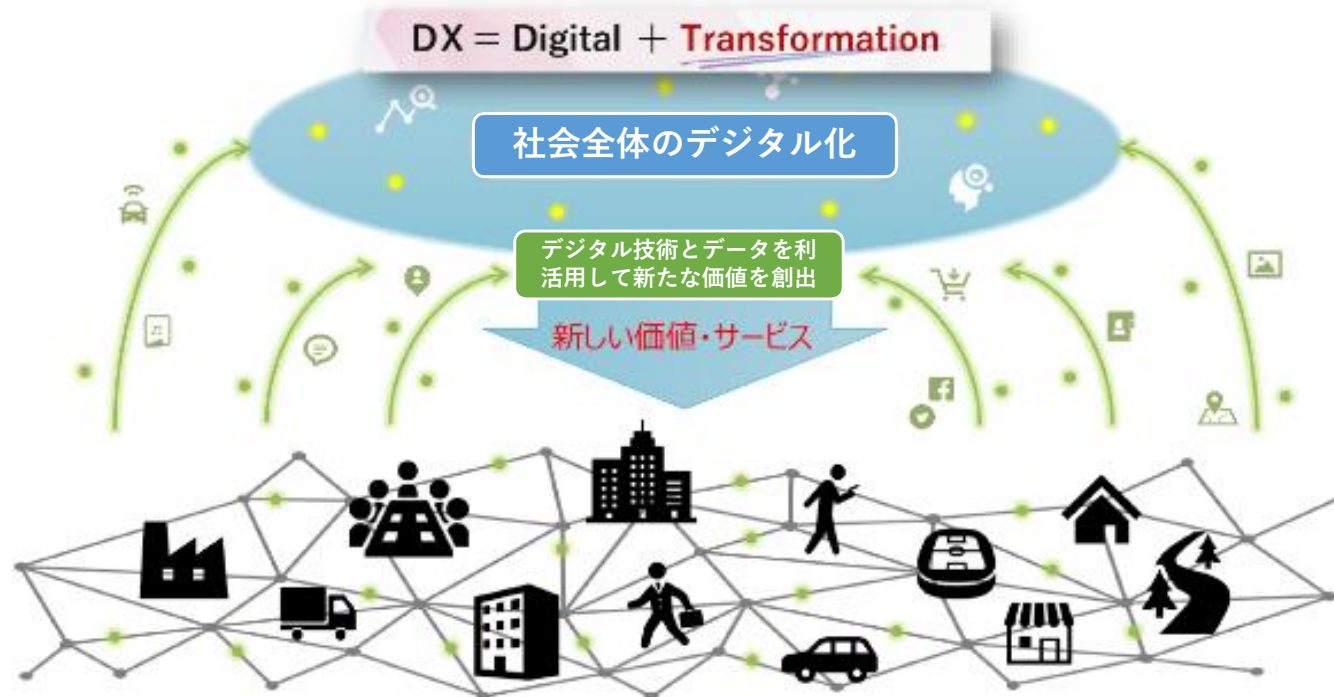 DX = Digital + Transformation
社会全体のデジタル化
デジタル技術とデータを利
活用して新たな価値を創出
新しい価値・サービス